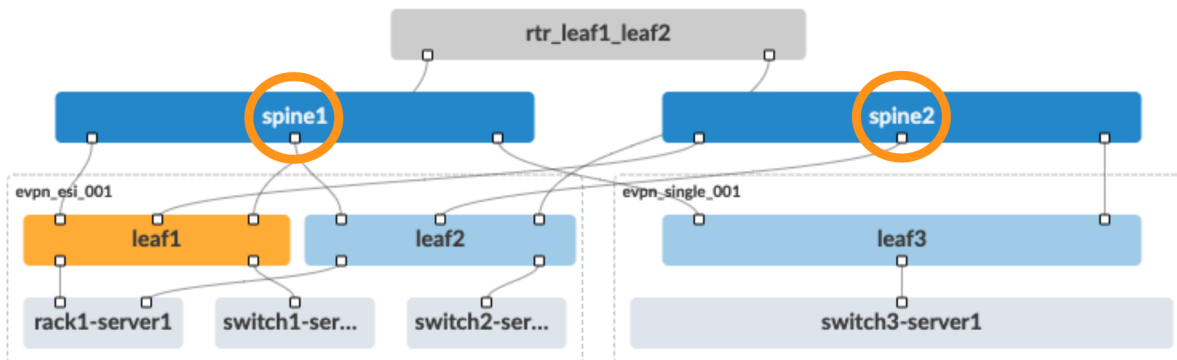 rtr_leaf1_leaf2
spine1
spine2
evpn_esi_001
evpn_single_001
leaf1
leaf2
leaf3
rack1-server1
switch1-ser...
switch2-ser...
switch3-server1